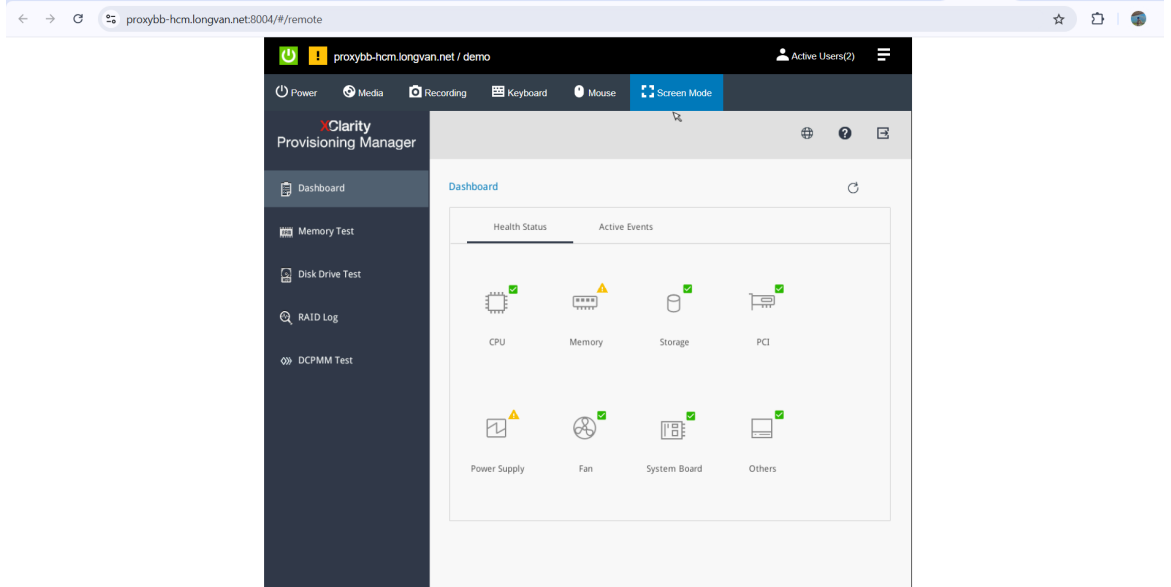 proxybb-hcm.longvan.net:8004/#/remote
proxybb-hcm.longvan.net / demo
Active Users(2)
Power
Media
Recording
Keyboard
Mouse
Screen Mode
XClarity
Provisioning Manager
Dashboard
Memory Test
Disk Drive Test
RAID Log
DCPMM Test
Dashboard
Health Status
Active Events
CPU
Memory
Storage
PCI
Power Supply
Fan
System Board
Others